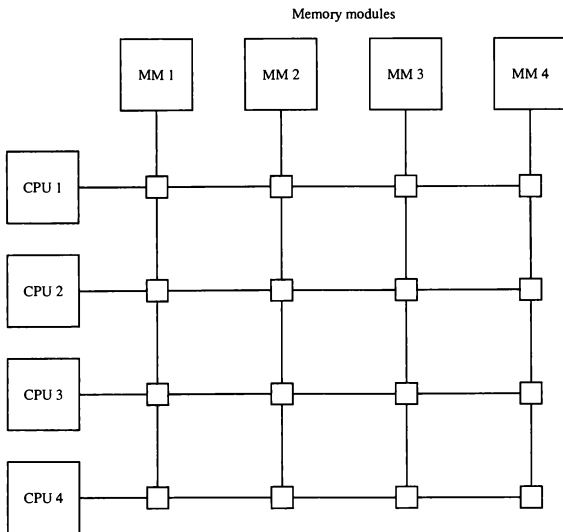 Memory modules
MM 1
MM 2
MM 3
MM 4
CPU 1
CPU 2
CPU 3
CPU 4